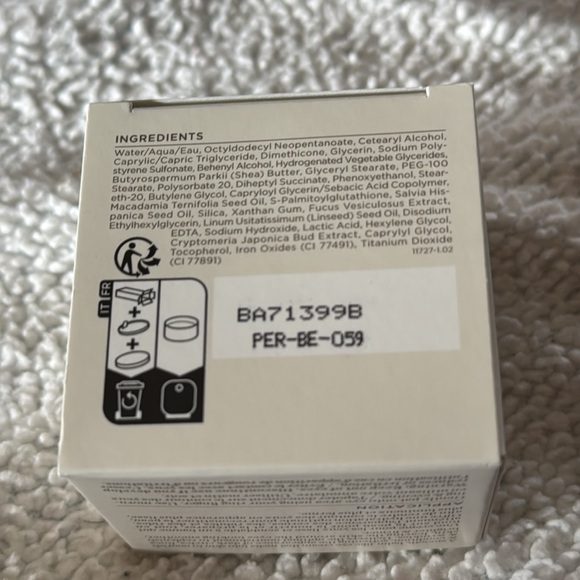 INGREDIENTS
Water/Aqua/Eau, Octyldodecyl Neopentanoate, Cetearyl Alcohol,
Caprylic/Capric Triglyceride, Dimethicone, Glycerin, Sodium Poly-
styrene Sulfonate, Behenyl Alcohol, Hydrogenated Vegetable Glycerides,
Butyrospermum Parkii (Shea) Butter, Glyceryl Stearate, PEG-100
Stearate, Polysorbate 20, Diheptyl Succinate, Phenoxyethanol, Stear-
eth-20, Butylene Glycol, Capryloyl Glycerin/Sebacic Acid Copolymer,
Macadamia Ternifolia Seed Oil, S-Palmitoylglutathione, Salvia His-
panica Seed Oil, Silica, Xanthan Gum, Fucus Vesiculosus Extract,
Ethylhexylglycerin, Linum Usitatissimum (Linseed) Seed Oil, Disodium
EDTA, Sodium Hydroxide, Lactic Acid, Hexylene Glycol,
Cryptomeria Japonica Bud Extract, Caprylyl Glycol,
Tocopherol, Iron Oxides (CI 77491), Titanium Dioxide
(CI 77891) 11727-1.02
IT FR
BA71399B
PER-BE-059
APPLICATION